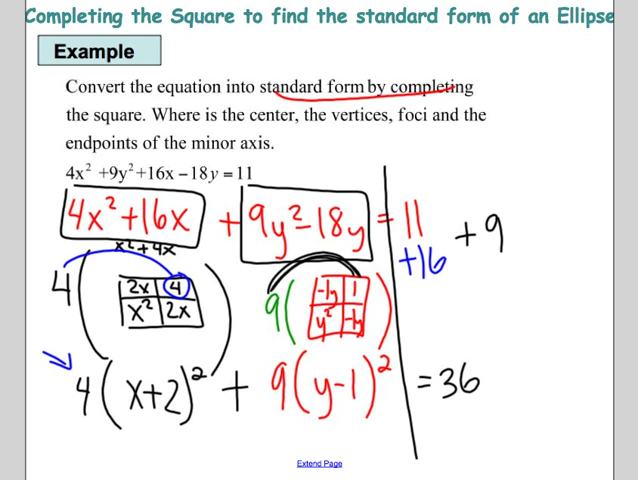 Completing the Square to find the standard form of an Ellipse
Example
Convert the equation into standard form by completing
the square. Where is the center, the vertices, foci and the
endpoints of the minor axis.
4x² +9y²+16x −18y = 11
4x²+16x + 9y²−18y = 11 + 9
x²+4x +16
4( 2x 4 ) 9( −1y 1 )
x² 2x y² −1y
4(x+2)² + 9(y−1)² = 36
Extend Page